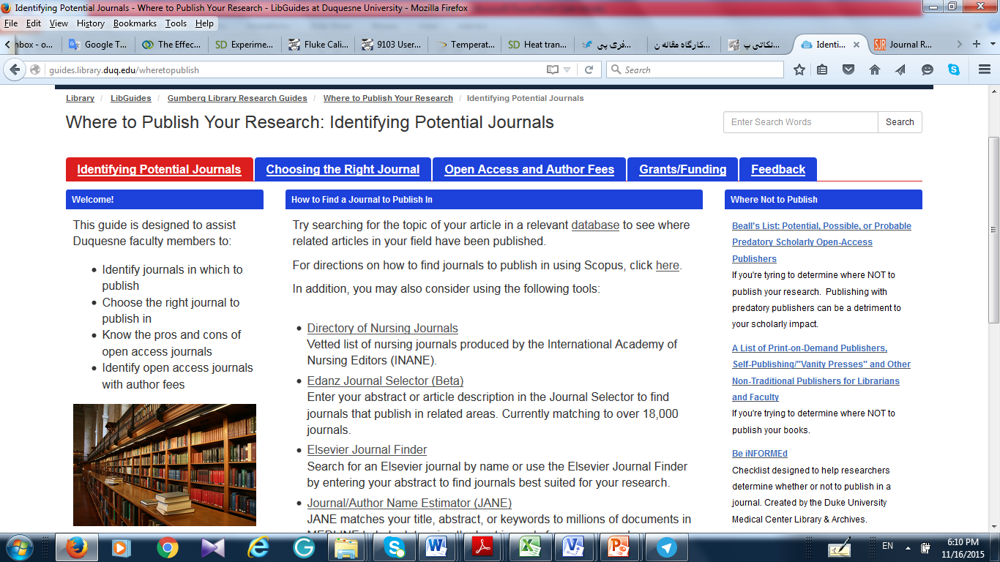 Identifying Potential Journals - Where to Publish Your Research - LibGuides at Duquesne University - Mozilla Firefox
File Edit View History Bookmarks Tools Help
nbox - o... Google T... The Effec... SD Experime... Fluke Cali... 9103 User... Temperat... SD Heat tran... فری پی... کارگاه مقاله ن... نکاتی پ... Identi... SJR Journal R...
guides.library.duq.edu/wheretopublish Search
Library / LibGuides / Gumberg Library Research Guides / Where to Publish Your Research / Identifying Potential Journals
Where to Publish Your Research: Identifying Potential Journals
Enter Search Words Search
Identifying Potential Journals Choosing the Right Journal Open Access and Author Fees Grants/Funding Feedback
Welcome!
This guide is designed to assist
Duquesne faculty members to:
Identify journals in which to
publish
Choose the right journal to
publish in
Know the pros and cons of
open access journals
Identify open access journals
with author fees
How to Find a Journal to Publish In
Try searching for the topic of your article in a relevant database to see where
related articles in your field have been published.
For directions on how to find journals to publish in using Scopus, click here.
In addition, you may also consider using the following tools:
Directory of Nursing Journals
Vetted list of nursing journals produced by the International Academy of
Nursing Editors (INANE).
Edanz Journal Selector (Beta)
Enter your abstract or article description in the Journal Selector to find
journals that publish in related areas. Currently matching to over 18,000
journals.
Elsevier Journal Finder
Search for an Elsevier journal by name or use the Elsevier Journal Finder
by entering your abstract to find journals best suited for your research.
Journal/Author Name Estimator (JANE)
JANE matches your title, abstract, or keywords to millions of documents in
Where Not to Publish
Beall's List: Potential, Possible, or Probable
Predatory Scholarly Open-Access
Publishers
If you're tyring to determine where NOT to
publish your research. Publishing with
predatory publishers can be a detriment to
your scholarly impact.
A List of Print-on-Demand Publishers,
Self-Publishing/"Vanity Presses" and Other
Non-Traditional Publishers for Librarians
and Faculty
If you're trying to determine where NOT to
publish your books.
Be iNFORMEd
Checklist designed to help researchers
determine whether or not to publish in a
journal. Created by the Duke University
Medical Center Library & Archives.
EN
6:10 PM
11/16/2015